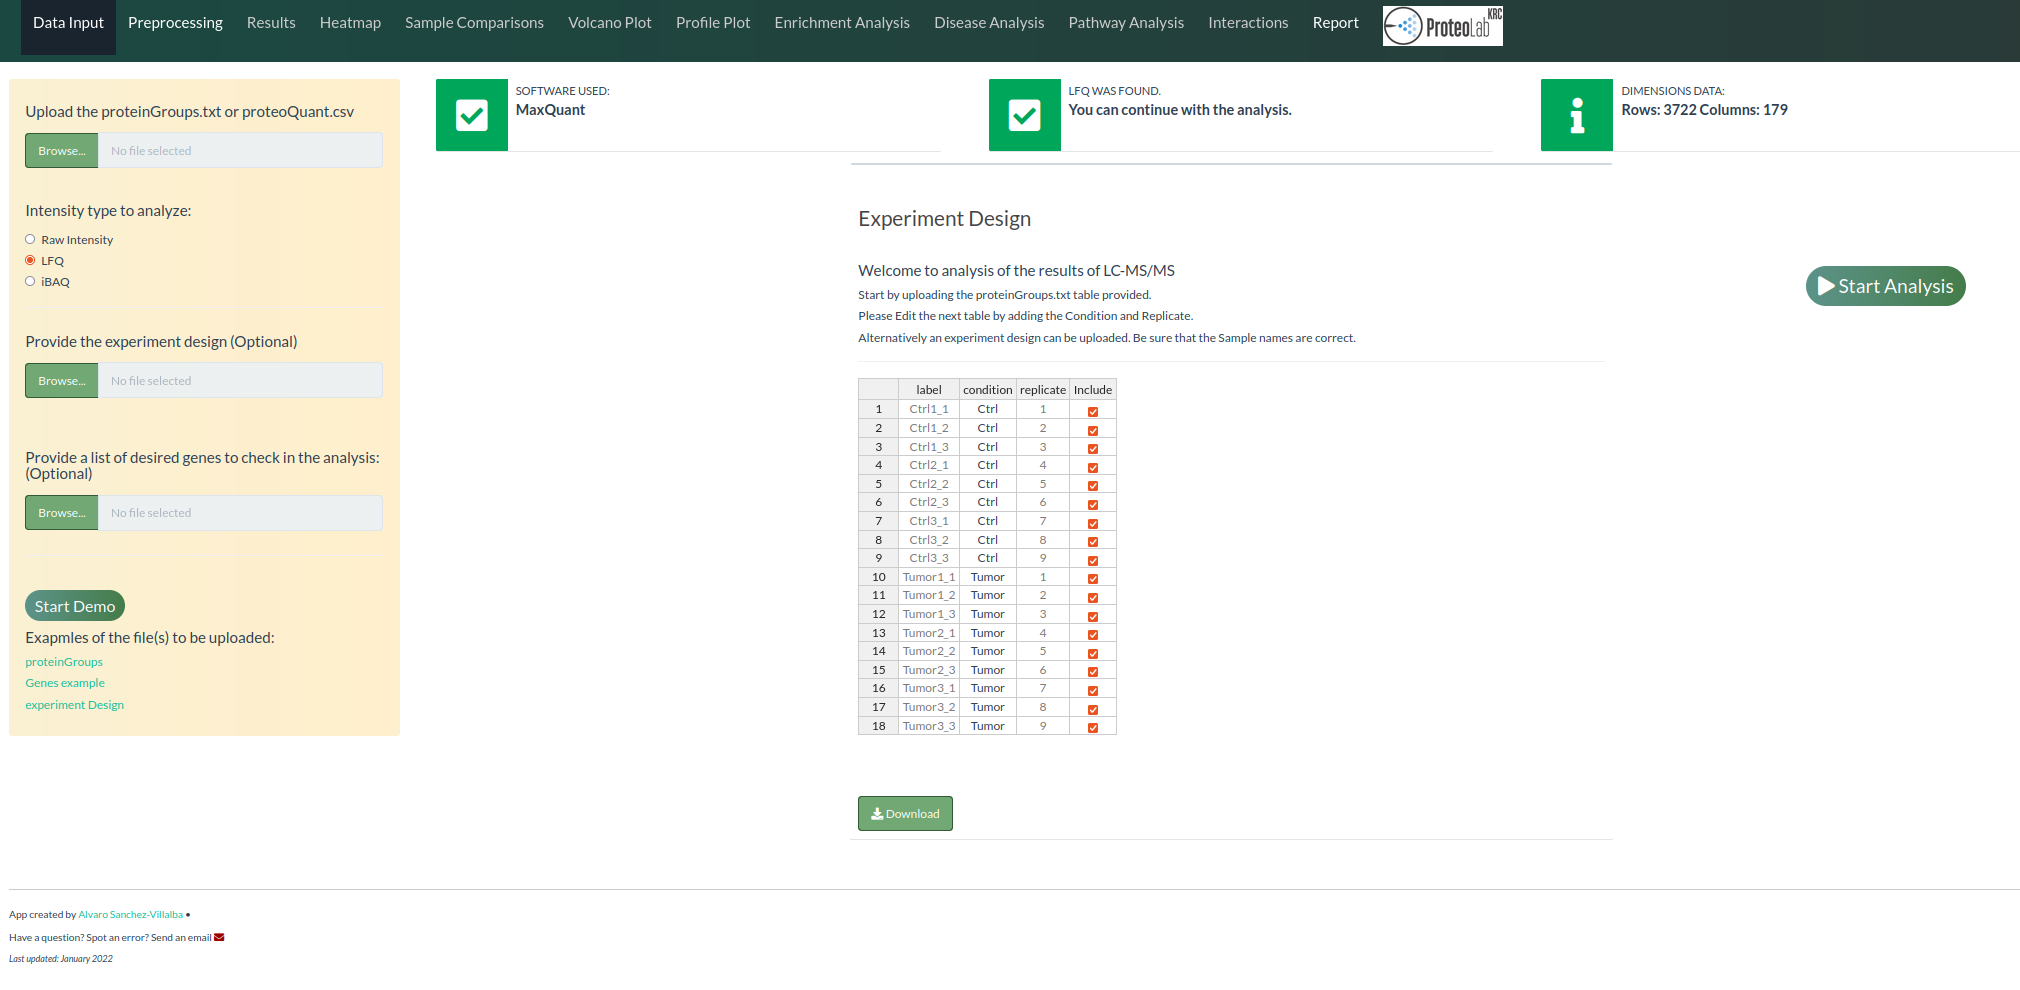 Data Input Preprocessing Results Heatmap Sample Comparisons Volcano Plot Profile Plot Enrichment Analysis Disease Analysis Pathway Analysis Interactions Report ProteoLab KRC
Upload the proteinGroups.txt or proteoQuant.csv
Browse... No file selected
Intensity type to analyze:
Raw Intensity
LFQ
iBAQ
Provide the experiment design (Optional)
Browse... No file selected
Provide a list of desired genes to check in the analysis:
(Optional)
Browse... No file selected
Start Demo
Exapmles of the file(s) to be uploaded:
proteinGroups
Genes example
experiment Design
SOFTWARE USED:
MaxQuant
LFQ WAS FOUND.
You can continue with the analysis.
DIMENSIONS DATA:
Rows: 3722 Columns: 179
Experiment Design
Welcome to analysis of the results of LC-MS/MS
Start by uploading the proteinGroups.txt table provided.
Please Edit the next table by adding the Condition and Replicate.
Alternatively an experiment design can be uploaded. Be sure that the Sample names are correct.
Start Analysis
label condition replicate Include
1 Ctrl1_1 Ctrl 1
2 Ctrl1_2 Ctrl 2
3 Ctrl1_3 Ctrl 3
4 Ctrl2_1 Ctrl 4
5 Ctrl2_2 Ctrl 5
6 Ctrl2_3 Ctrl 6
7 Ctrl3_1 Ctrl 7
8 Ctrl3_2 Ctrl 8
9 Ctrl3_3 Ctrl 9
10 Tumor1_1 Tumor 1
11 Tumor1_2 Tumor 2
12 Tumor1_3 Tumor 3
13 Tumor2_1 Tumor 4
14 Tumor2_2 Tumor 5
15 Tumor2_3 Tumor 6
16 Tumor3_1 Tumor 7
17 Tumor3_2 Tumor 8
18 Tumor3_3 Tumor 9
Download
App created by Alvaro Sanchez-Villalba •
Have a question? Spot an error? Send an email
Last updated: January 2022